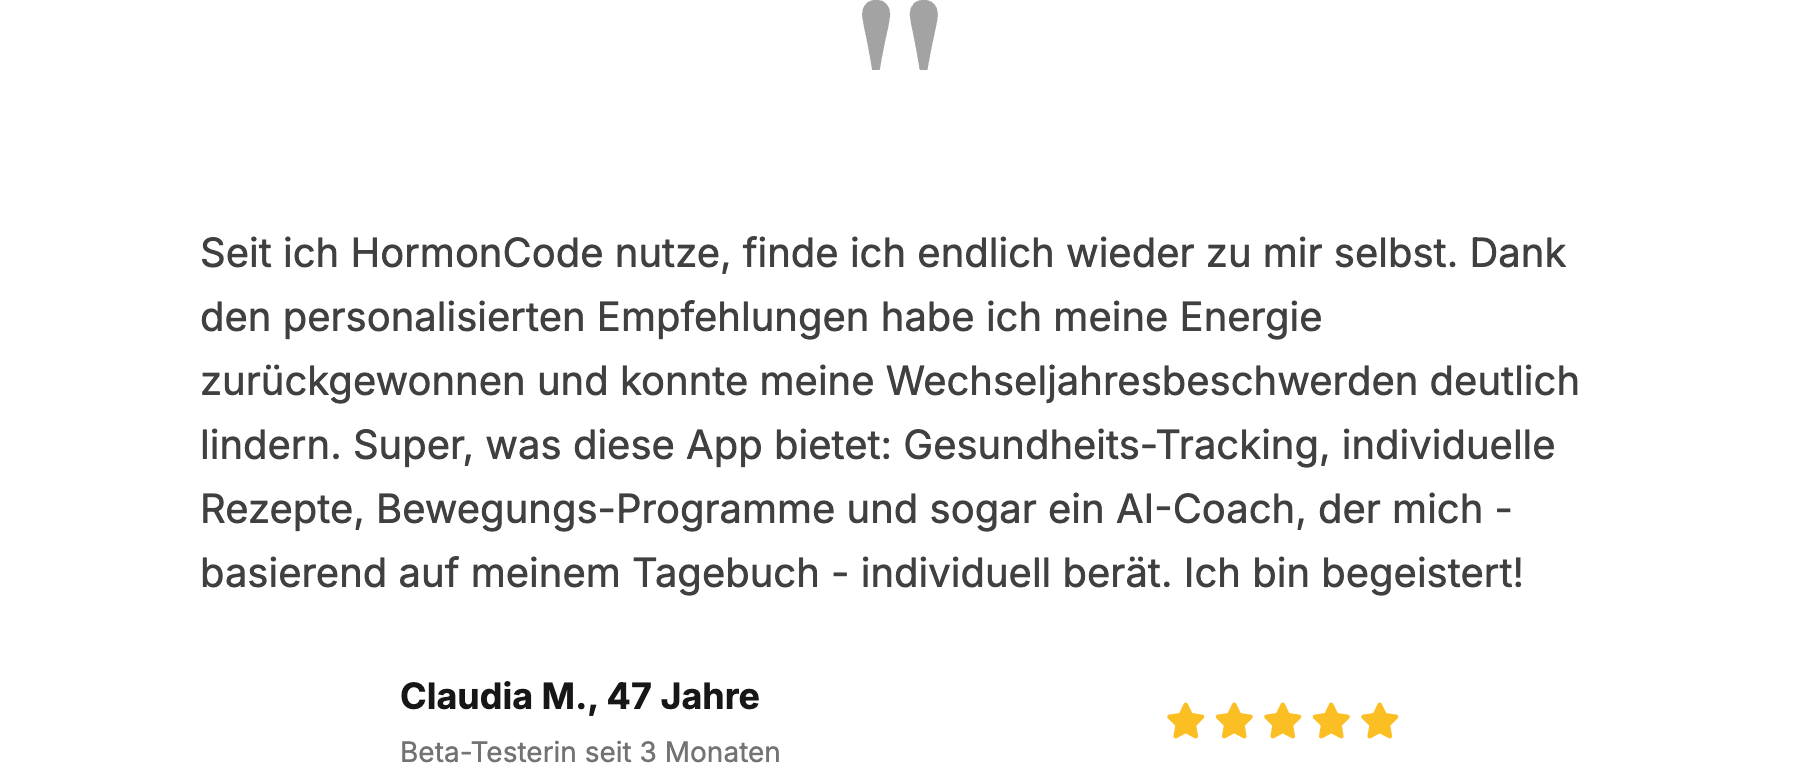 "
Seit ich HormonCode nutze, finde ich endlich wieder zu mir selbst. Dank
den personalisierten Empfehlungen habe ich meine Energie
zurückgewonnen und konnte meine Wechseljahresbeschwerden deutlich
lindern. Super, was diese App bietet: Gesundheits-Tracking, individuelle
Rezepte, Bewegungs-Programme und sogar ein AI-Coach, der mich -
basierend auf meinem Tagebuch - individuell berät. Ich bin begeistert!
Claudia M., 47 Jahre
Beta-Testerin seit 3 Monaten